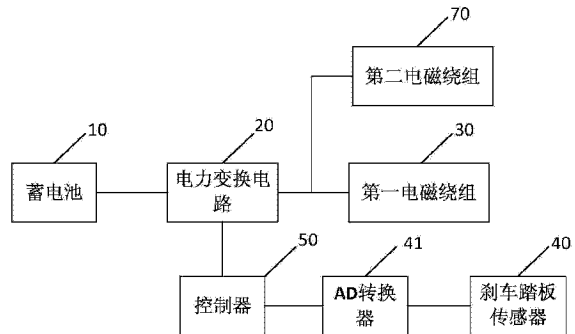 70
第二电磁绕组
10
20
30
蓄电池
电力变换电
路
第一电磁绕组
50
41
40
控制器
AD转换
器
刹车踏板
传感器